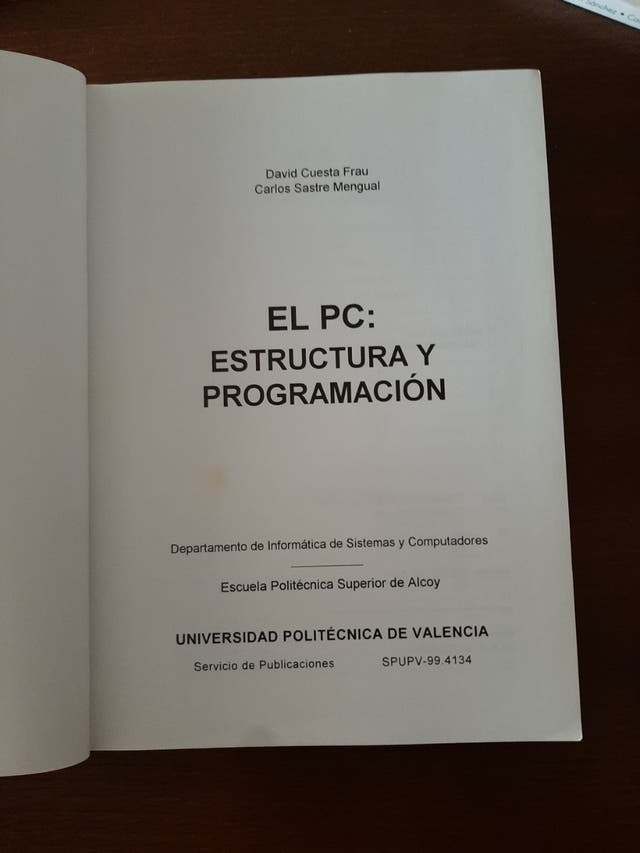 Sánchez
David Cuesta Frau
Carlos Sastre Mengual
EL PC:
ESTRUCTURA Y
PROGRAMACIÓN
Departamento de Informática de Sistemas y Computadores
Escuela Politécnica Superior de Alcoy
UNIVERSIDAD POLITÉCNICA DE VALENCIA
Servicio de Publicaciones SPUPV-99.4134